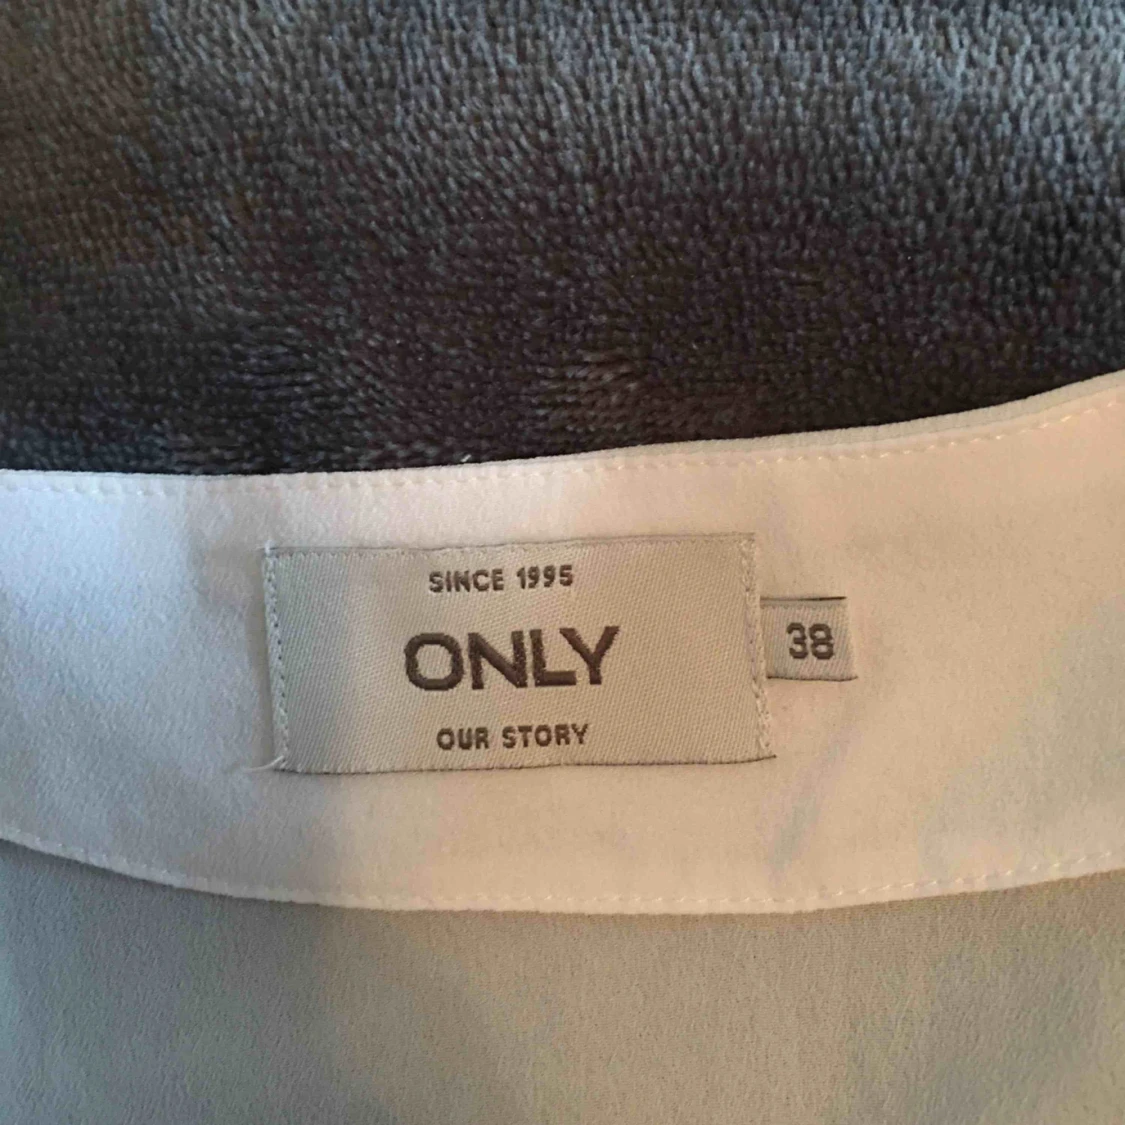 SINCE 1995
ONLY
OUR STORY
38